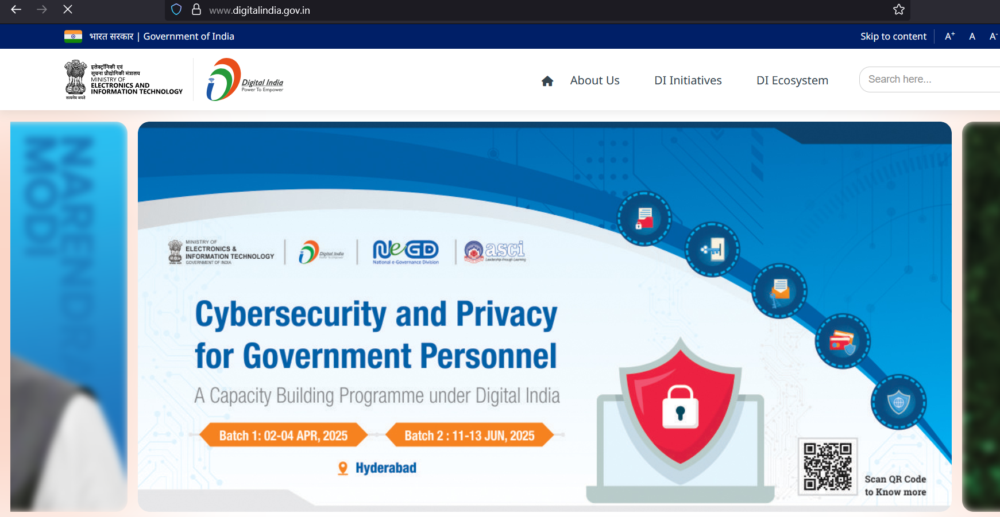 www.digitalindia.gov.in
भारत सरकार | Government of India
Skip to content
A+ A A-
इलेक्ट्रॉनिकी एवं
सूचना प्रौद्योगिकी मंत्रालय
MINISTRY OF
ELECTRONICS AND
INFORMATION TECHNOLOGY
सत्यमेव जयते
Digital India
Power To Empower
About Us
DI Initiatives
DI Ecosystem
Search here...
NARENDRA
MODI
MINISTRY OF
ELECTRONICS &
INFORMATION TECHNOLOGY
GOVERNMENT OF INDIA
Digital India
Power To Empower
NeGD
National e-Governance Division
asci
Leadership through Learning
Cybersecurity and Privacy
for Government Personnel
A Capacity Building Programme under Digital India
Batch 1: 02-04 APR, 2025
Batch 2 : 11-13 JUN, 2025
Hyderabad
Scan QR Code
to Know more